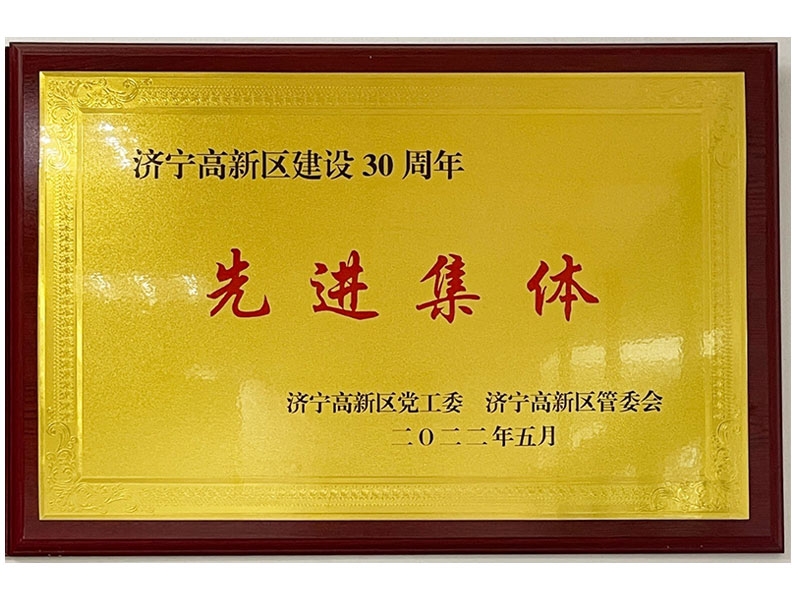 济宁高新区建设30周年
先进集体
济宁高新区党工委 济宁高新区管委会
二〇二二年五月